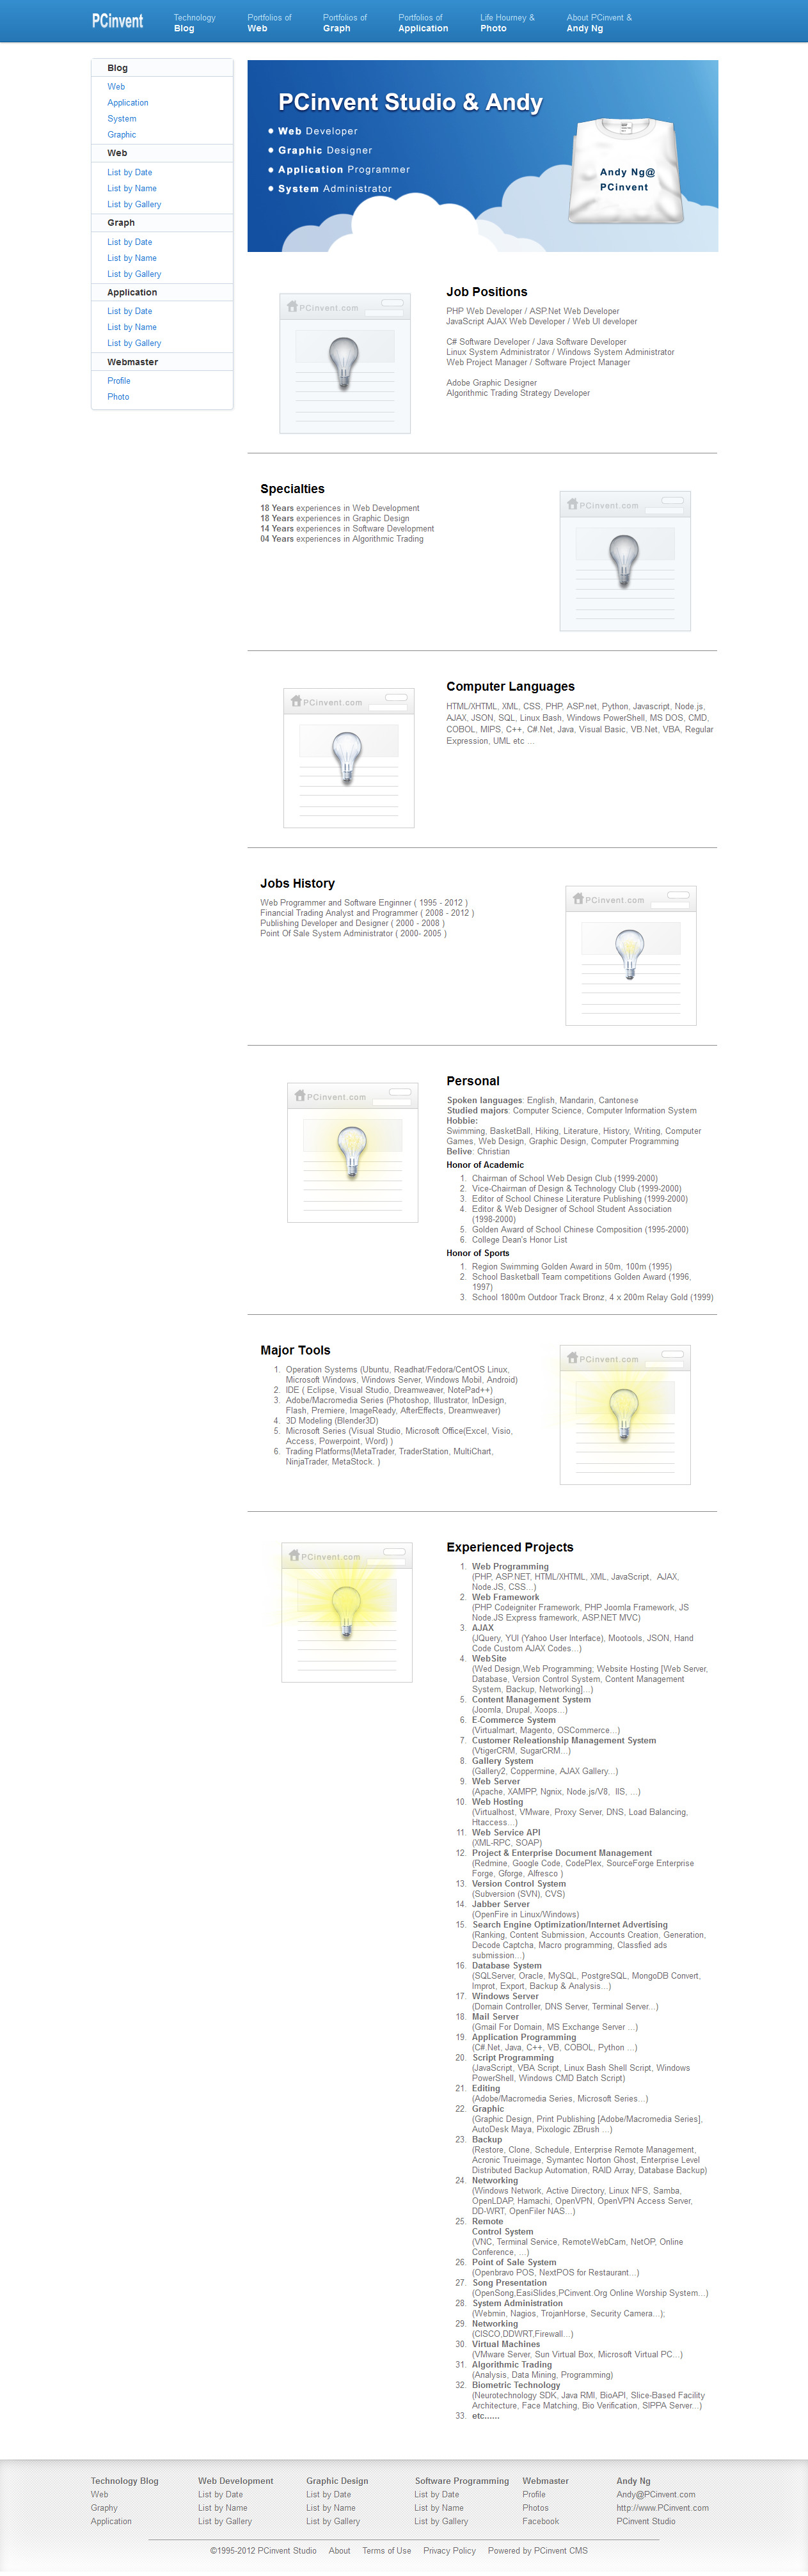 PCinvent
Technology
Blog
Portfolios of
Web
Portfolios of
Graph
Portfolios of
Application
Life Hourney &
Photo
About PCinvent &
Andy Ng
Blog
Web
Application
System
Graphic
Web
List by Date
List by Name
List by Gallery
Graph
List by Date
List by Name
List by Gallery
Application
List by Date
List by Name
List by Gallery
Webmaster
Profile
Photo
PCinvent Studio & Andy
Web Developer
Graphic Designer
Application Programmer
System Administrator
Andy Ng@
PCinvent
PCinvent.com
Job Positions
PHP Web Developer / ASP.Net Web Developer
JavaScript AJAX Web Developer / Web UI developer
C# Software Developer / Java Software Developer
Linux System Administrator / Windows System Administrator
Web Project Manager / Software Project Manager
Adobe Graphic Designer
Algorithmic Trading Strategy Developer
Specialties
18 Years experiences in Web Development
18 Years experiences in Graphic Design
14 Years experiences in Software Development
04 Years experiences in Algorithmic Trading
PCinvent.com
PCinvent.com
Computer Languages
HTML/XHTML, XML, CSS, PHP, ASP.net, Python, Javascript, Node.js,
AJAX, JSON, SQL, Linux Bash, Windows PowerShell, MS DOS, CMD,
COBOL, MIPS, C++, C#.Net, Java, Visual Basic, VB.Net, VBA, Regular
Expression, UML etc ...
Jobs History
Web Programmer and Software Enginner ( 1995 - 2012 )
Financial Trading Analyst and Programmer ( 2008 - 2012 )
Publishing Developer and Designer ( 2000 - 2008 )
Point Of Sale System Administrator ( 2000- 2005 )
PCinvent.com
PCinvent.com
Personal
Spoken languages: English, Mandarin, Cantonese
Studied majors: Computer Science, Computer Information System
Hobbie:
Swimming, BasketBall, Hiking, Literature, History, Writing, Computer
Games, Web Design, Graphic Design, Computer Programming
Belive: Christian
Honor of Academic
1. Chairman of School Web Design Club (1999-2000)
2. Vice-Chairman of Design & Technology Club (1999-2000)
3. Editor of School Chinese Literature Publishing (1999-2000)
4. Editor & Web Designer of School Student Association
(1998-2000)
5. Golden Award of School Chinese Composition (1995-2000)
6. College Dean's Honor List
Honor of Sports
1. Region Swimming Golden Award in 50m, 100m (1995)
2. School Basketball Team competitions Golden Award (1996,
1997)
3. School 1800m Outdoor Track Bronz, 4 x 200m Relay Gold (1999)
Major Tools
1. Operation Systems (Ubuntu, Readhat/Fedora/CentOS Linux,
Microsoft Windows, Windows Server, Windows Mobil, Android)
2. IDE ( Eclipse, Visual Studio, Dreamweaver, NotePad++)
3. Adobe/Macromedia Series (Photoshop, Illustrator, InDesign,
Flash, Premiere, ImageReady, AfterEffects, Dreamweaver)
4. 3D Modeling (Blender3D)
5. Microsoft Series (Visual Studio, Microsoft Office(Excel, Visio,
Access, Powerpoint, Word) )
6. Trading Platforms(MetaTrader, TraderStation, MultiChart,
NinjaTrader, MetaStock. )
PCinvent.com
PCinvent.com
Experienced Projects
1. Web Programming
(PHP, ASP.NET, HTML/XHTML, XML, JavaScript, AJAX,
Node.JS, CSS...)
2. Web Framework
(PHP Codeigniter Framework, PHP Joomla Framework, JS
Node.JS Express framework, ASP.NET MVC)
3. AJAX
(JQuery, YUI (Yahoo User Interface), Mootools, JSON, Hand
Code Custom AJAX Codes...)
4. WebSite
(Wed Design,Web Programming; Website Hosting [Web Server,
Database, Version Control System, Content Management
System, Backup, Networking]...)
5. Content Management System
(Joomla, Drupal, Xoops...)
6. E-Commerce System
(Virtualmart, Magento, OSCommerce...)
7. Customer Releationship Management System
(VtigerCRM, SugarCRM...)
8. Gallery System
(Gallery2, Coppermine, AJAX Gallery...)
9. Web Server
(Apache, XAMPP, Ngnix, Node.js/V8, IIS, ...)
10. Web Hosting
(Virtualhost, VMware, Proxy Server, DNS, Load Balancing,
Htaccess...)
11. Web Service API
(XML-RPC, SOAP)
12. Project & Enterprise Document Management
(Redmine, Google Code, CodePlex, SourceForge Enterprise
Forge, Gforge, Alfresco )
13. Version Control System
(Subversion (SVN), CVS)
14. Jabber Server
(OpenFire in Linux/Windows)
15. Search Engine Optimization/Internet Advertising
(Ranking, Content Submission, Accounts Creation, Generation,
Decode Captcha, Macro programming, Classfied ads
submission...)
16. Database System
(SQLServer, Oracle, MySQL, PostgreSQL, MongoDB Convert,
Improt, Export, Backup & Analysis...)
17. Windows Server
(Domain Controller, DNS Server, Terminal Server...)
18. Mail Server
(Gmail For Domain, MS Exchange Server ...)
19. Application Programming
(C#.Net, Java, C++, VB, COBOL, Python ...)
20. Script Programming
(JavaScript, VBA Script, Linux Bash Shell Script, Windows
PowerShell, Windows CMD Batch Script)
21. Editing
(Adobe/Macromedia Series, Microsoft Series...)
22. Graphic
(Graphic Design, Print Publishing [Adobe/Macromedia Series],
AutoDesk Maya, Pixologic ZBrush ...)
23. Backup
(Restore, Clone, Schedule, Enterprise Remote Management,
Acronic Trueimage, Symantec Norton Ghost, Enterprise Level
Distributed Backup Automation, RAID Array, Database Backup)
24. Networking
(Windows Network, Active Directory, Linux NFS, Samba,
OpenLDAP, Hamachi, OpenVPN, OpenVPN Access Server,
DD-WRT, OpenFiler NAS...)
25. Remote
Control System
(VNC, Terminal Service, RemoteWebCam, NetOP, Online
Conference, ...)
26. Point of Sale System
(Openbravo POS, NextPOS for Restaurant...)
27. Song Presentation
(OpenSong,EasiSlides,PCinvent.Org Online Worship System...)
28. System Administration
(Webmin, Nagios, TrojanHorse, Security Camera...);
29. Networking
(CISCO,DDWRT,Firewall...)
30. Virtual Machines
(VMware Server, Sun Virtual Box, Microsoft Virtual PC...)
31. Algorithmic Trading
(Analysis, Data Mining, Programming)
32. Biometric Technology
(Neurotechnology SDK, Java RMI, BioAPI, Slice-Based Facility
Architecture, Face Matching, Bio Verification, SIPPA Server...)
33. etc......
Technology Blog
Web
Graphy
Application
Web Development
List by Date
List by Name
List by Gallery
Graphic Design
List by Date
List by Name
List by Gallery
Software Programming
List by Date
List by Name
List by Gallery
Webmaster
Profile
Photos
Facebook
Andy Ng
Andy@PCinvent.com
http://www.PCinvent.com
PCinvent Studio
©1995-2012 PCinvent Studio About Terms of Use Privacy Policy Powered by PCinvent CMS